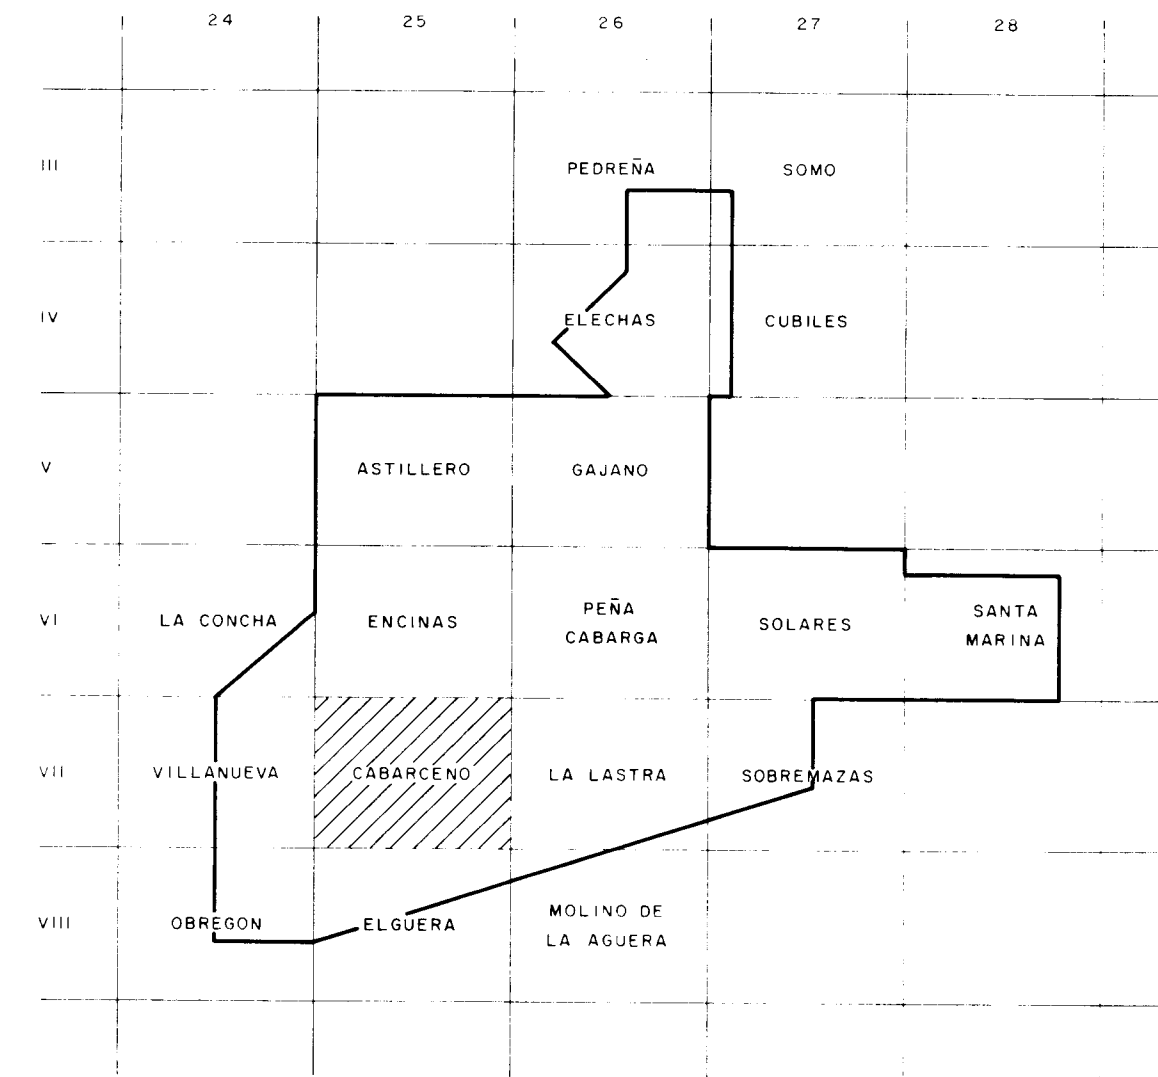 24 25 26 27 28
III PEDREÑA SOMO
IV ELECHAS CUBILES
V ASTILLERO GAJANO
VI LA CONCHA ENCINAS PEÑA CABARGA SOLARES SANTA MARINA
VII VILLANUEVA CABARCENO LA LASTRA SOBREMAZAS
VIII OBREGON ELGUERA MOLINO DE LA AGUERA